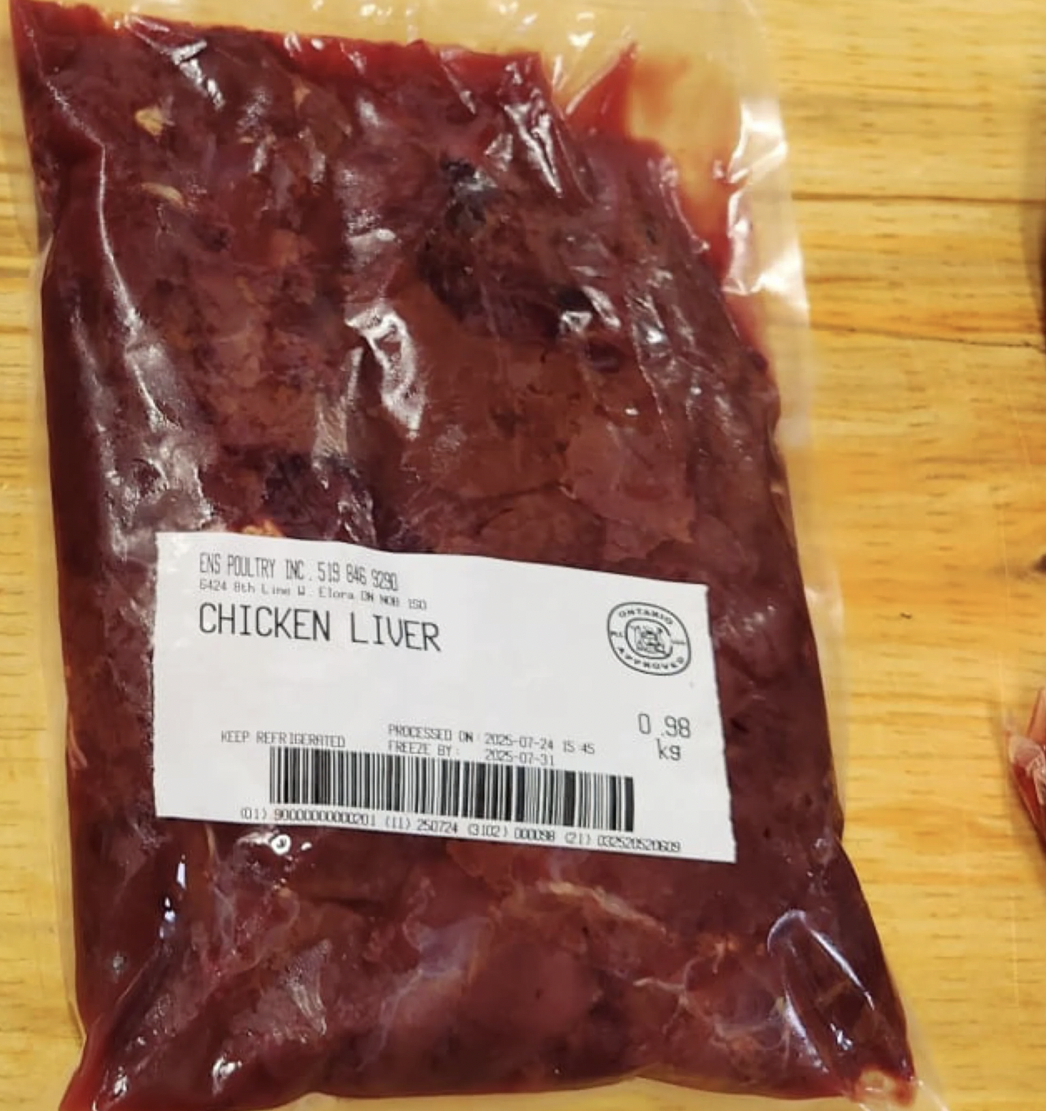 ENS POULTRY INC. 519 846 9290
6424 8th Line W. Elora ON N0B 1S0
CHICKEN LIVER
ONTARIO
APPROVED
0.98
kg
KEEP REFRIGERATED
PROCESSED ON: 2025-07-24 15 45
FREEZE BY: 2025-07-31
(01) 90000000000201 (11) 250724 (3102) 000098 (21) 032520520609